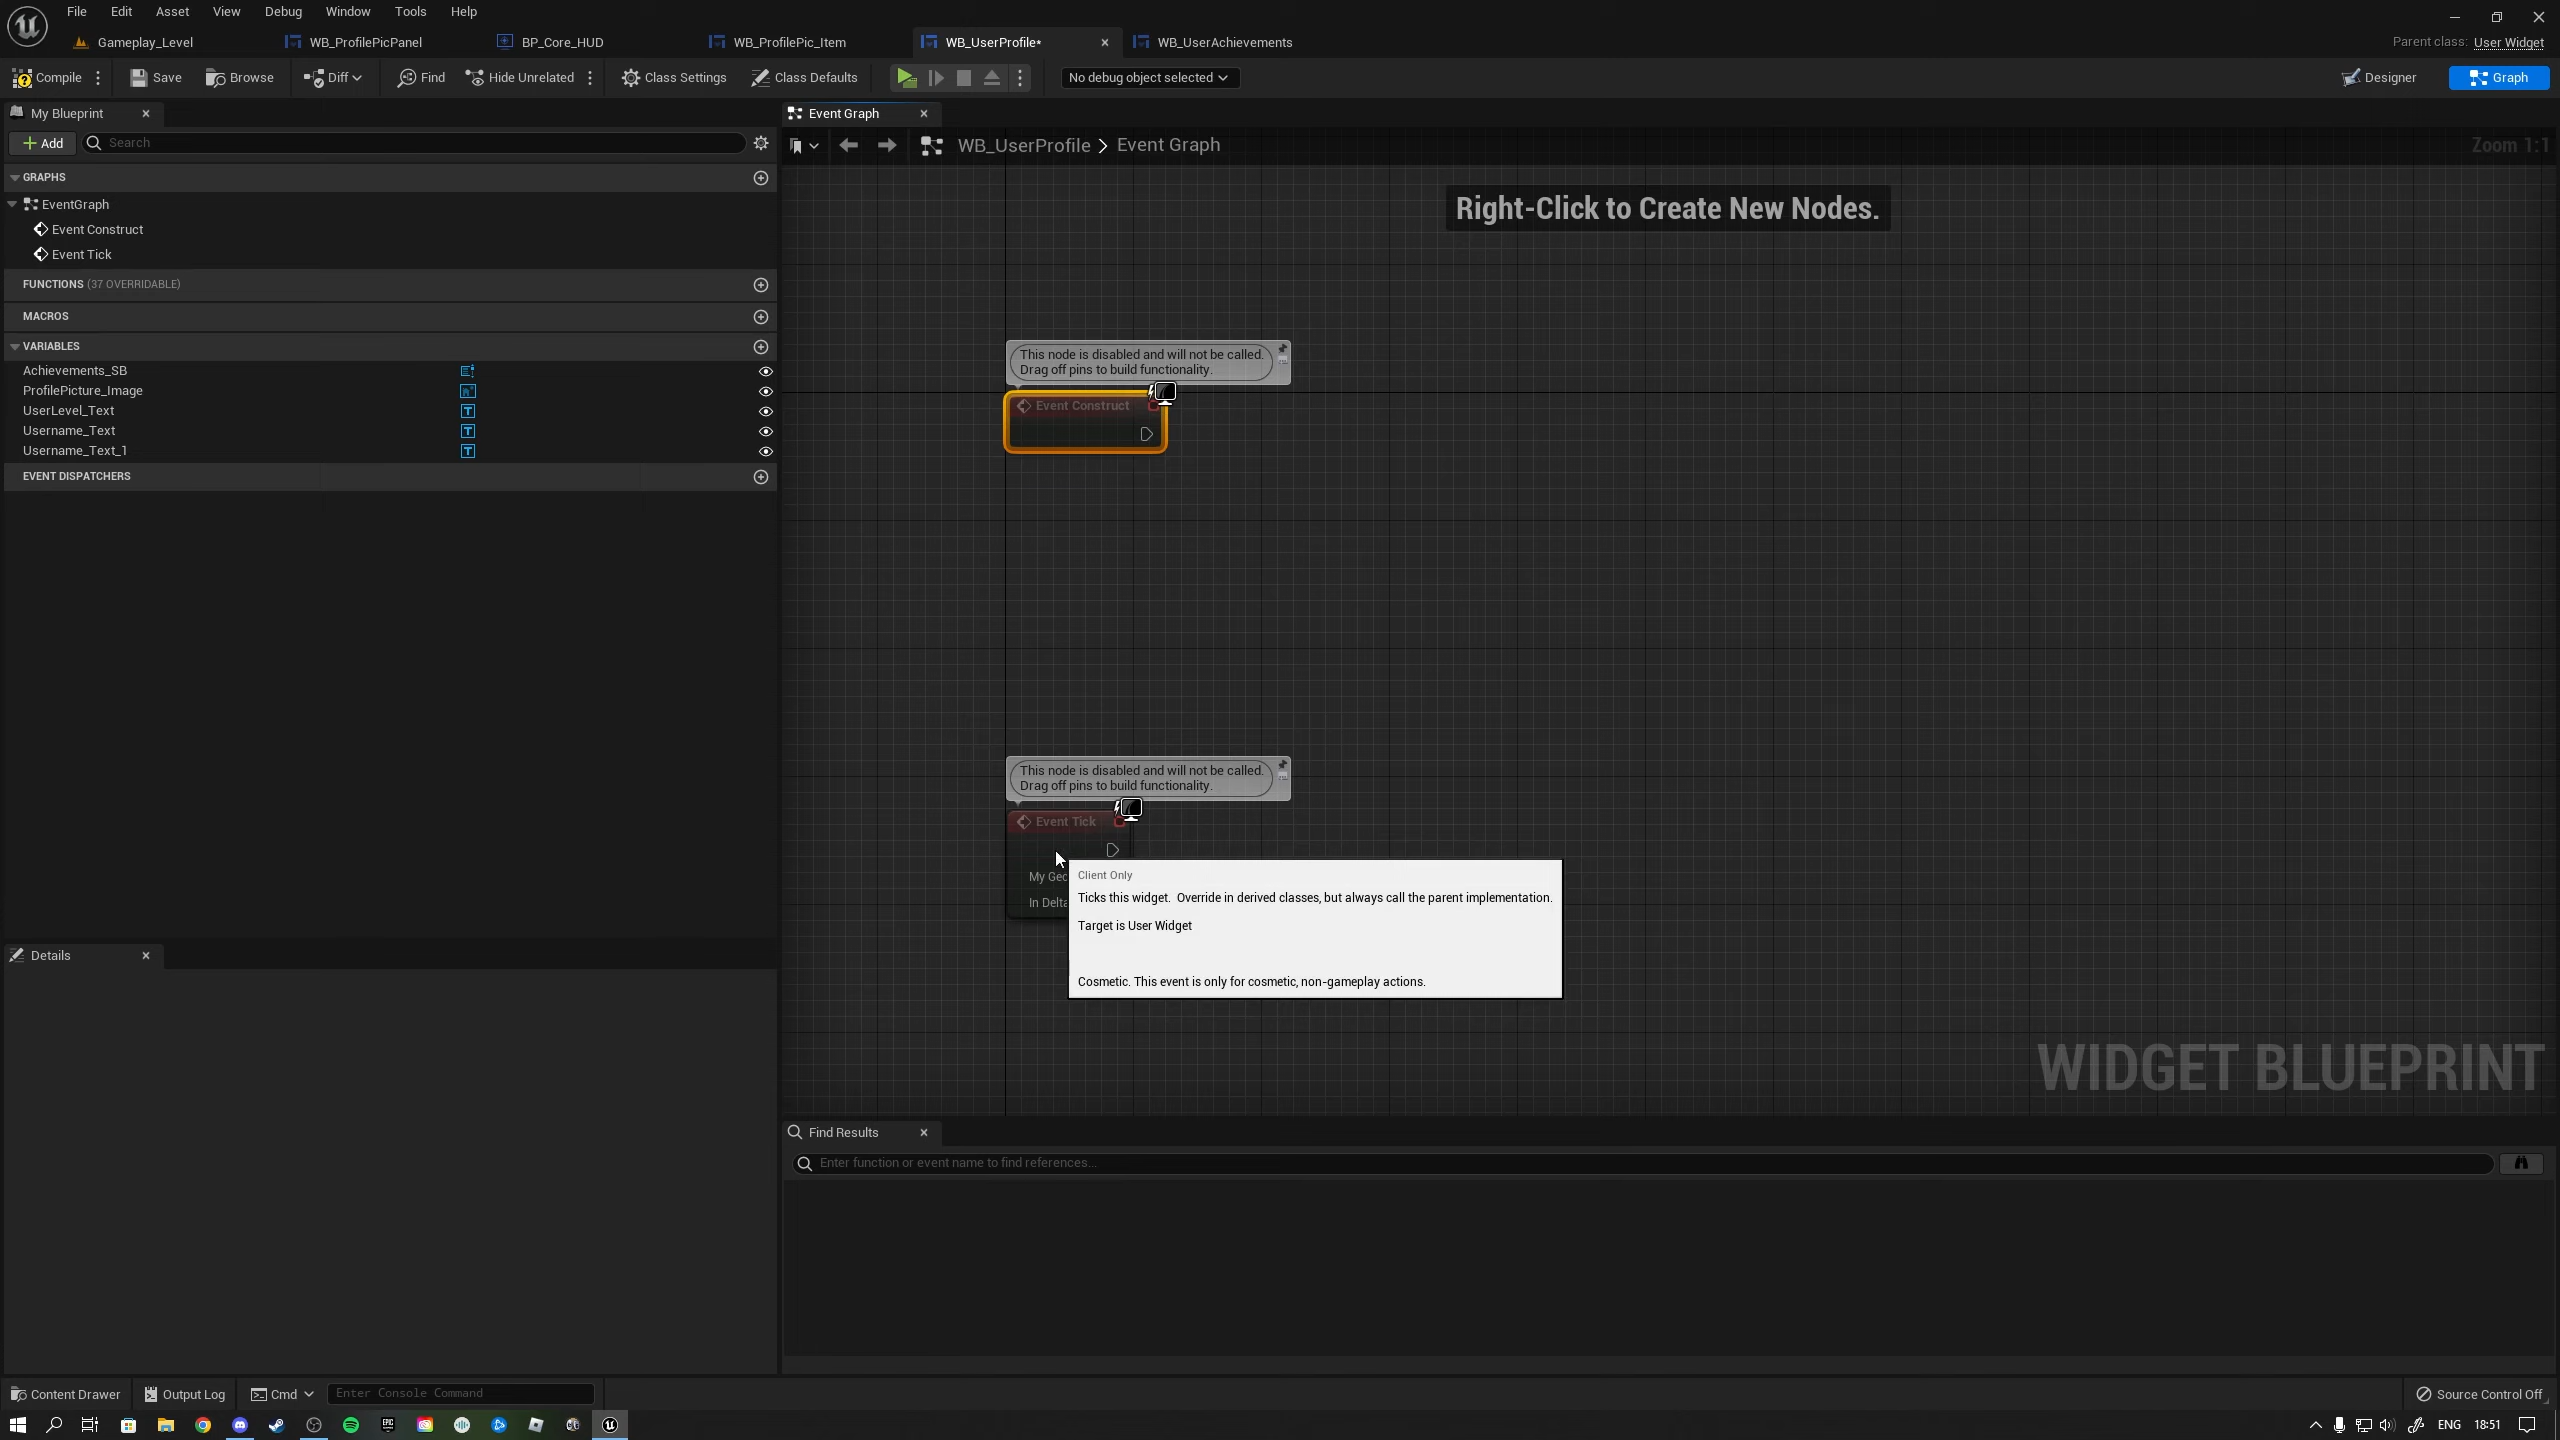 File Edit Asset View Debug Window Tools Help
Gameplay_Level WB_ProfilePicPanel BP_Core_HUD WB_ProfilePic_Item WB_UserProfile* WB_UserAchievements Parent class: User Widget
Compile Save Browse Diff Find Hide Unrelated Class Settings Class Defaults No debug object selected Designer Graph
My Blueprint
Event Graph
Add Search
WB_UserProfile > Event Graph Zoom 1:1
GRAPHS
EventGraph
Event Construct
Event Tick
FUNCTIONS (37 OVERRIDABLE)
MACROS
VARIABLES
Achievements_SB
ProfilePicture_Image
UserLevel_Text
Username_Text
Username_Text_1
EVENT DISPATCHERS
Right-Click to Create New Nodes.
This node is disabled and will not be called.
Drag off pins to build functionality.
Event Construct
This node is disabled and will not be called.
Drag off pins to build functionality.
Event Tick
My Geo
In Delta
Client Only
Ticks this widget. Override in derived classes, but always call the parent implementation.
Target is User Widget
Cosmetic. This event is only for cosmetic, non-gameplay actions.
WIDGET BLUEPRINT
Details
Find Results
Enter function or event name to find references...
Content Drawer Output Log Cmd Enter Console Command Source Control Off
ENG 18:51